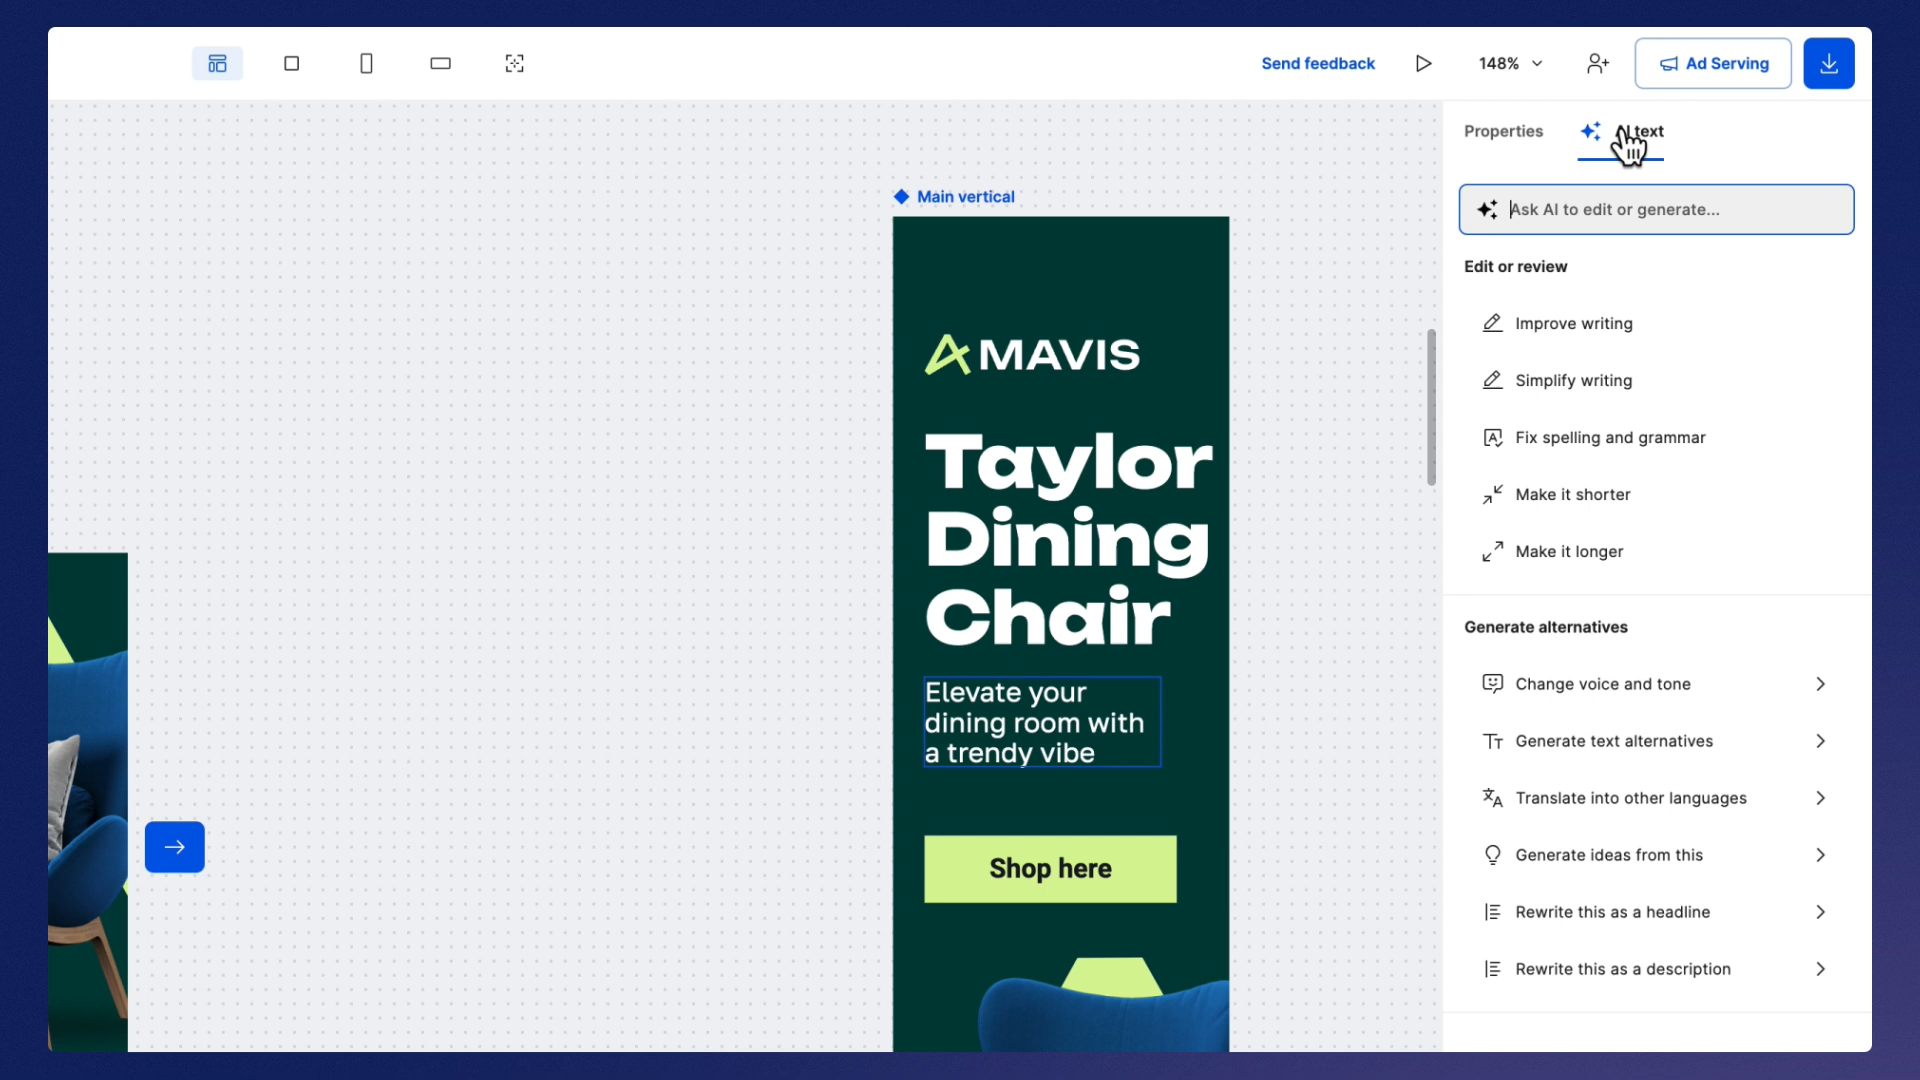 Send feedback
148%
Ad Serving
Properties
AI text
Ask AI to edit or generate...
Edit or review
Improve writing
Simplify writing
Fix spelling and grammar
Make it shorter
Make it longer
Generate alternatives
Change voice and tone
Generate text alternatives
Translate into other languages
Generate ideas from this
Rewrite this as a headline
Rewrite this as a description
Main vertical
MAVIS
Taylor
Dining
Chair
Elevate your
dining room with
a trendy vibe
Shop here